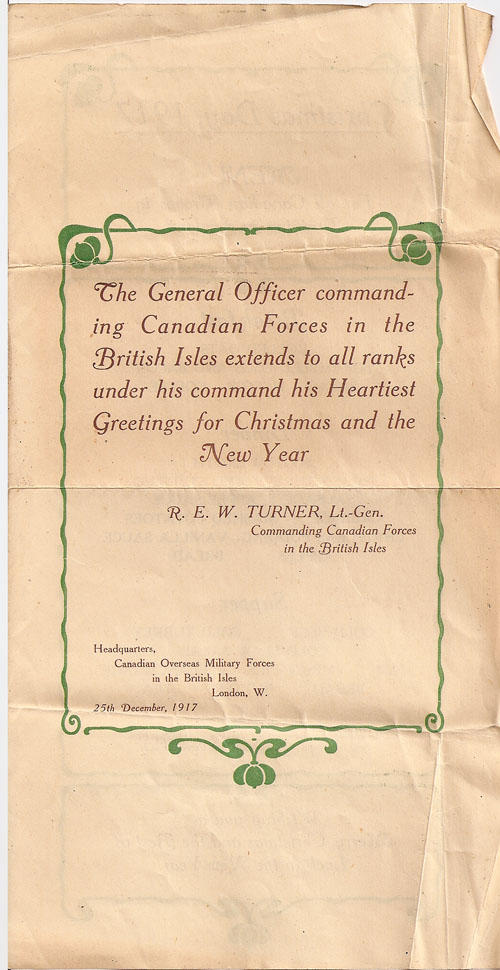 The General Officer command-
ing Canadian Forces in the
British Isles extends to all ranks
under his command his Heartiest
Greetings for Christmas and the
New Year
R. E. W. TURNER, Lt.-Gen.
Commanding Canadian Forces
in the British Isles
Headquarters,
Canadian Overseas Military Forces
in the British Isles
London, W.
25th December, 1917